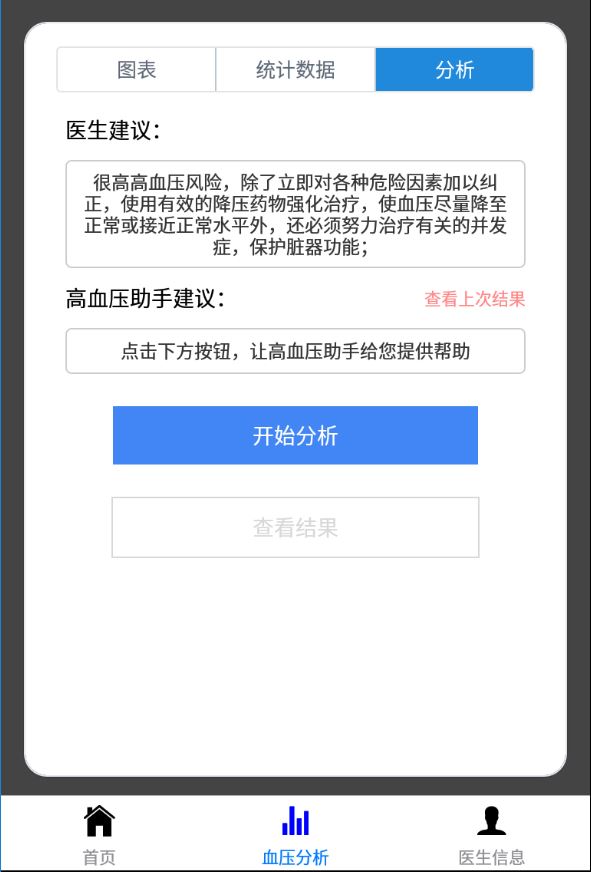 图表 统计数据 分析
医生建议：
很高高血压风险，除了立即对各种危险因素加以纠
正，使用有效的降压药物强化治疗，使血压尽量降至
正常或接近正常水平外，还必须努力治疗有关的并发
症，保护脏器功能；
高血压助手建议： 查看上次结果
点击下方按钮，让高血压助手给您提供帮助
开始分析
查看结果
首页 血压分析 医生信息